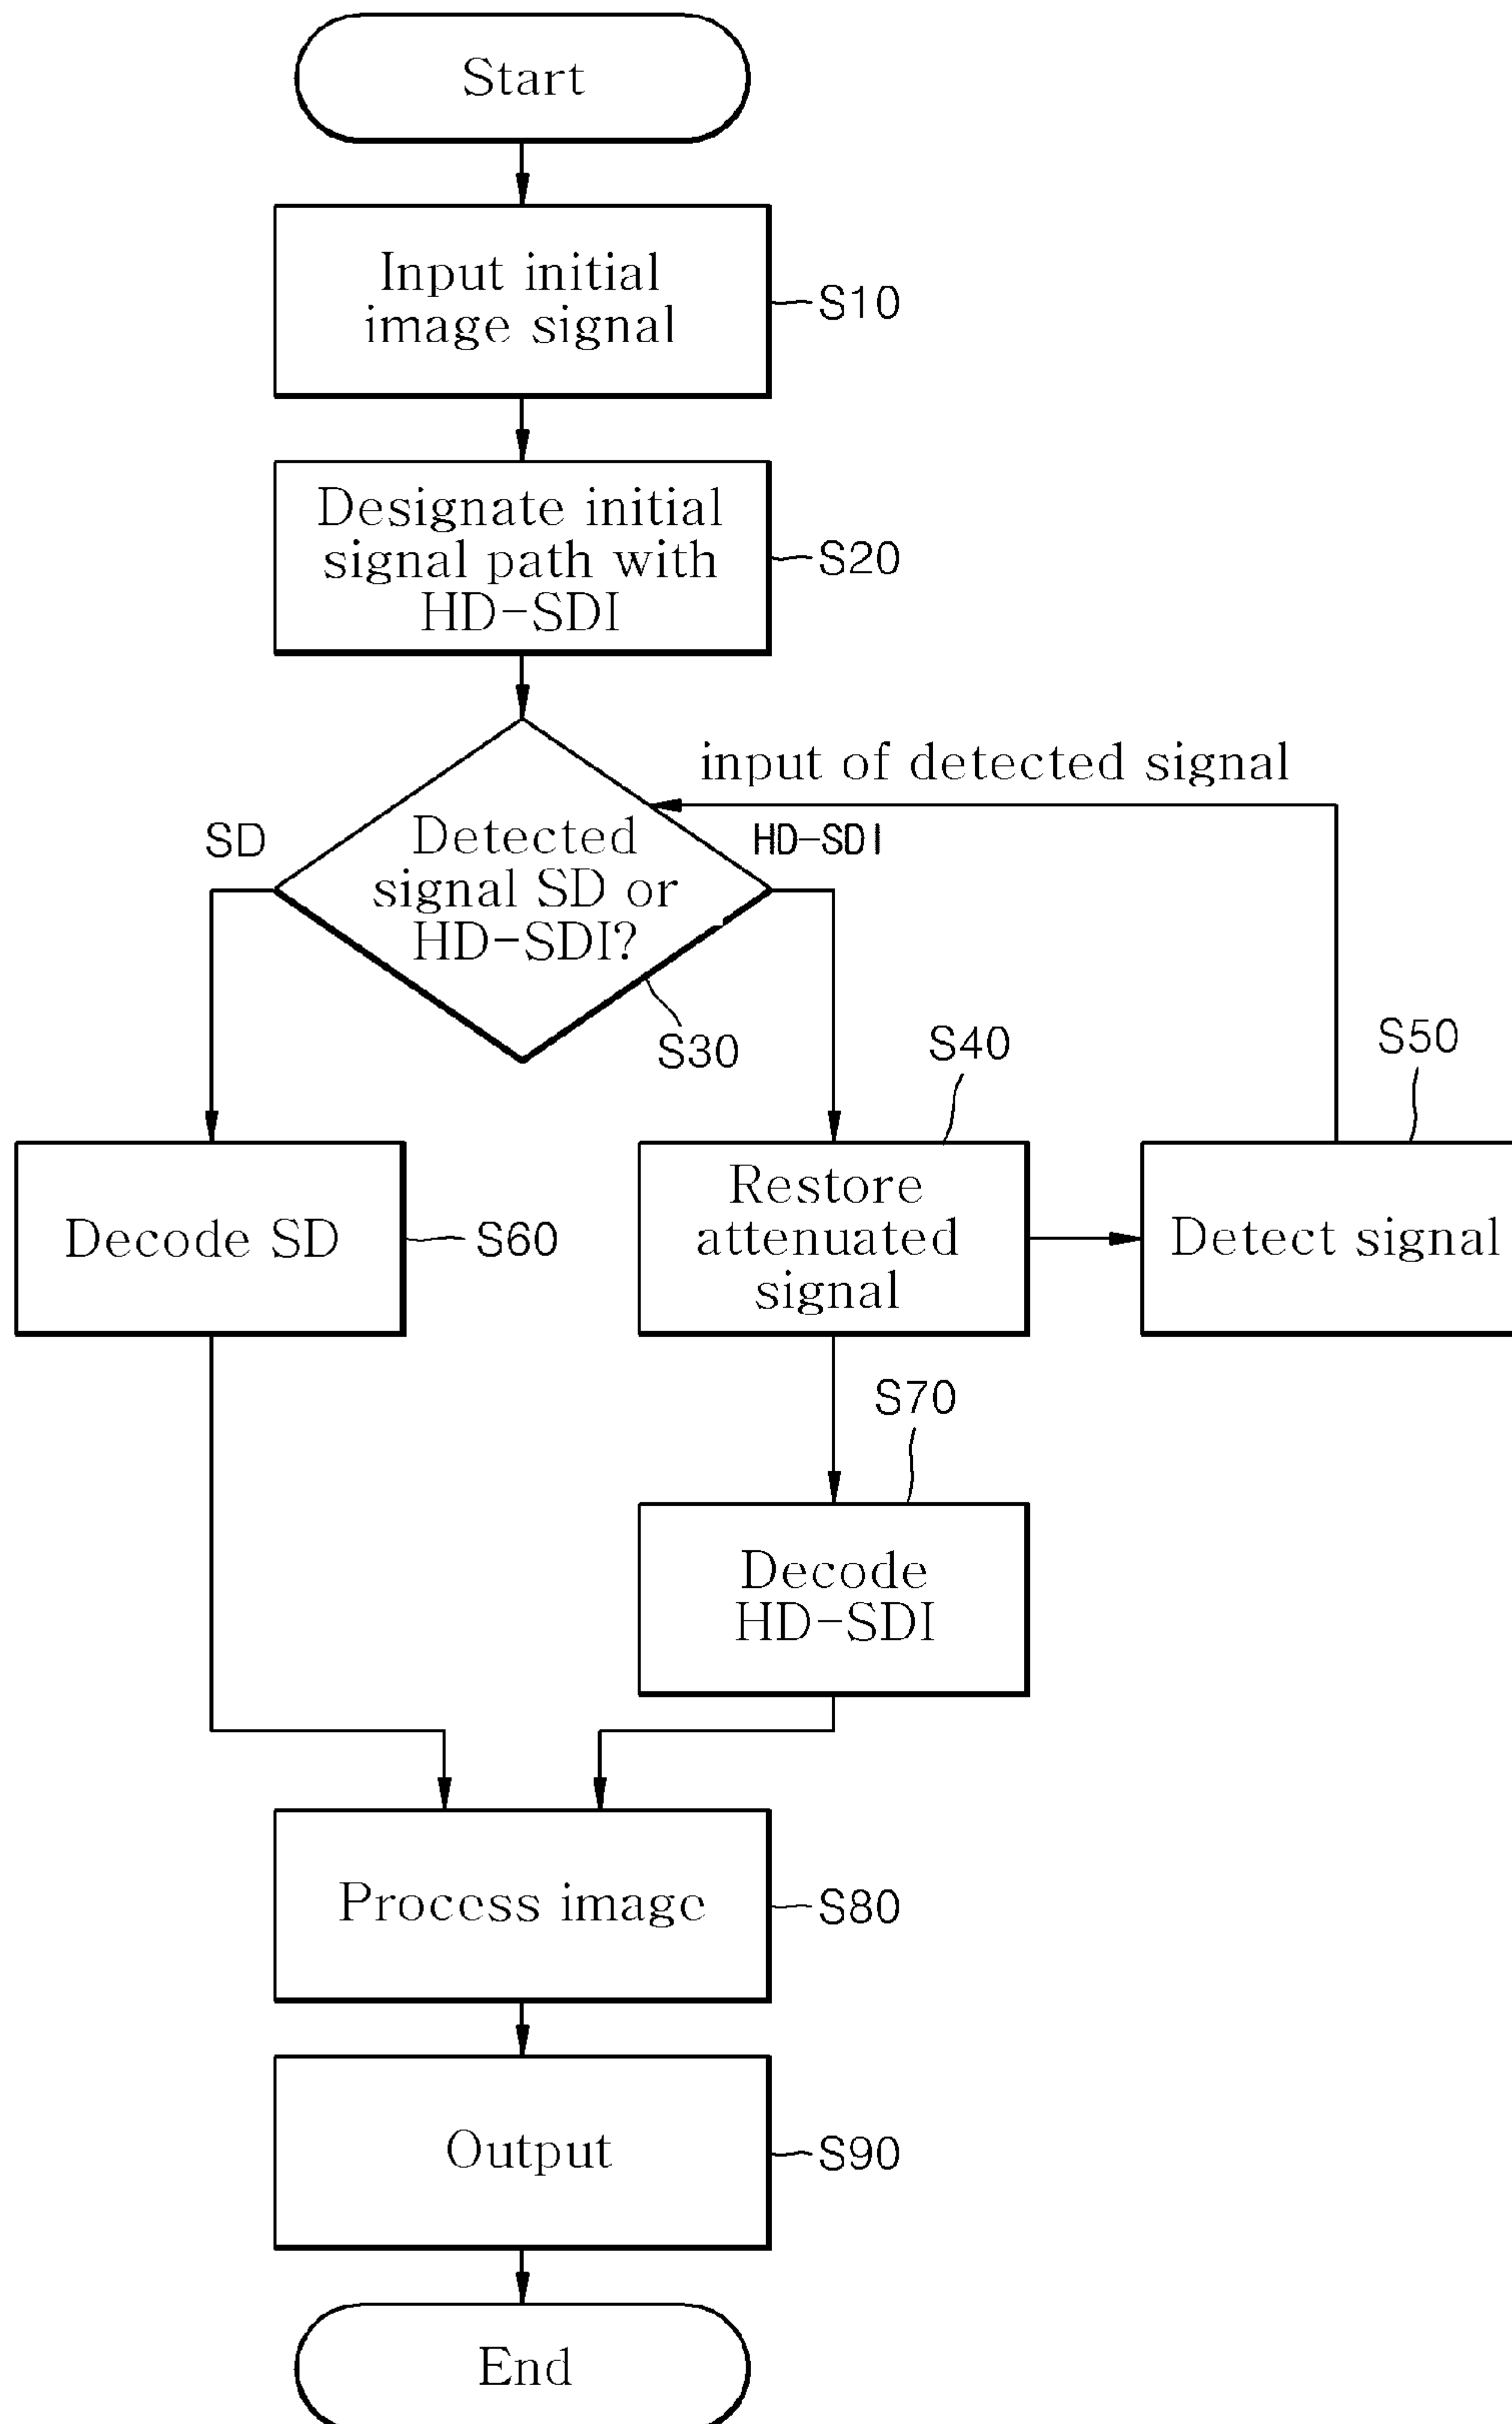 Start
Input initial
image signal
S10
Designate initial
signal path with
HD-SDI
S20
input of detected signal
SD
HD-SDI
Detected
signal SD or
HD-SDI?
S30
S40
S50
Decode SD
S60
Restore
attenuated
signal
Detect signal
S70
Decode
HD-SDI
Process image
S80
Output
S90
End